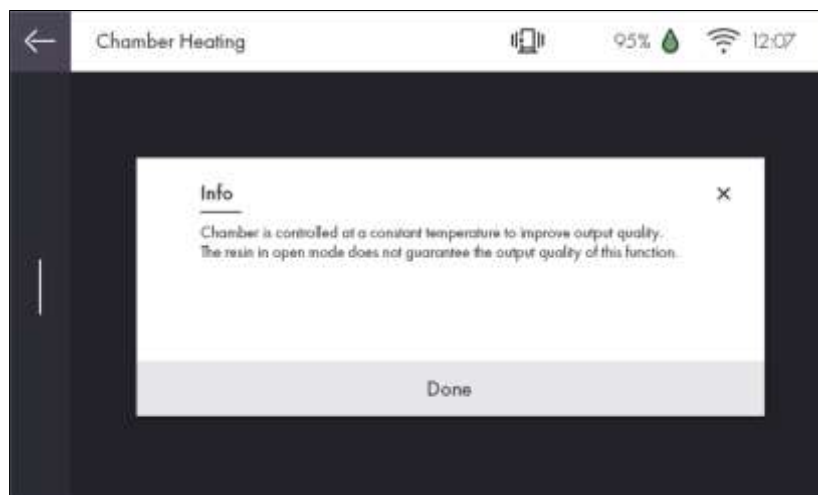 Chamber Heating 95% 12:07
Info
Chamber is controlled at a constant temperature to improve output quality.
The resin in open mode does not guarantee the output quality of this function.
Done